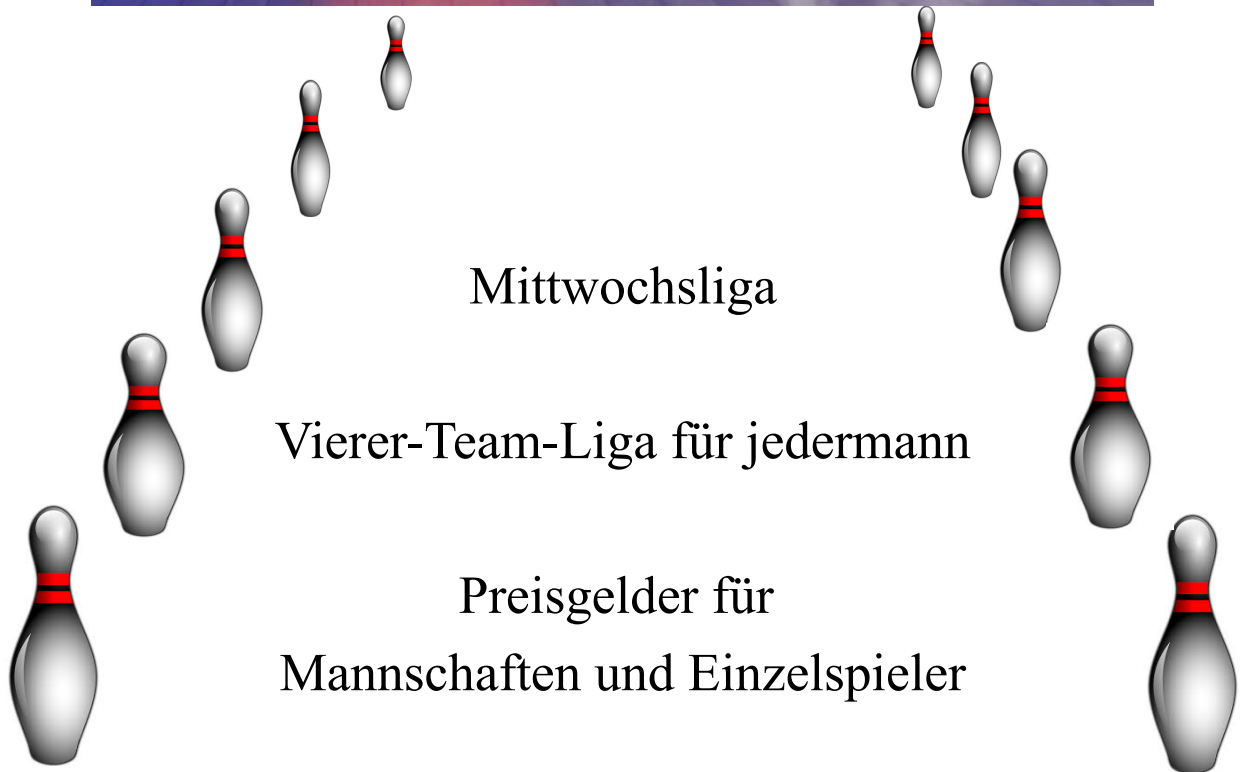 Mittwochsliga
Vierer-Team-Liga für jedermann
Preisgelder für
Mannschaften und Einzelspieler